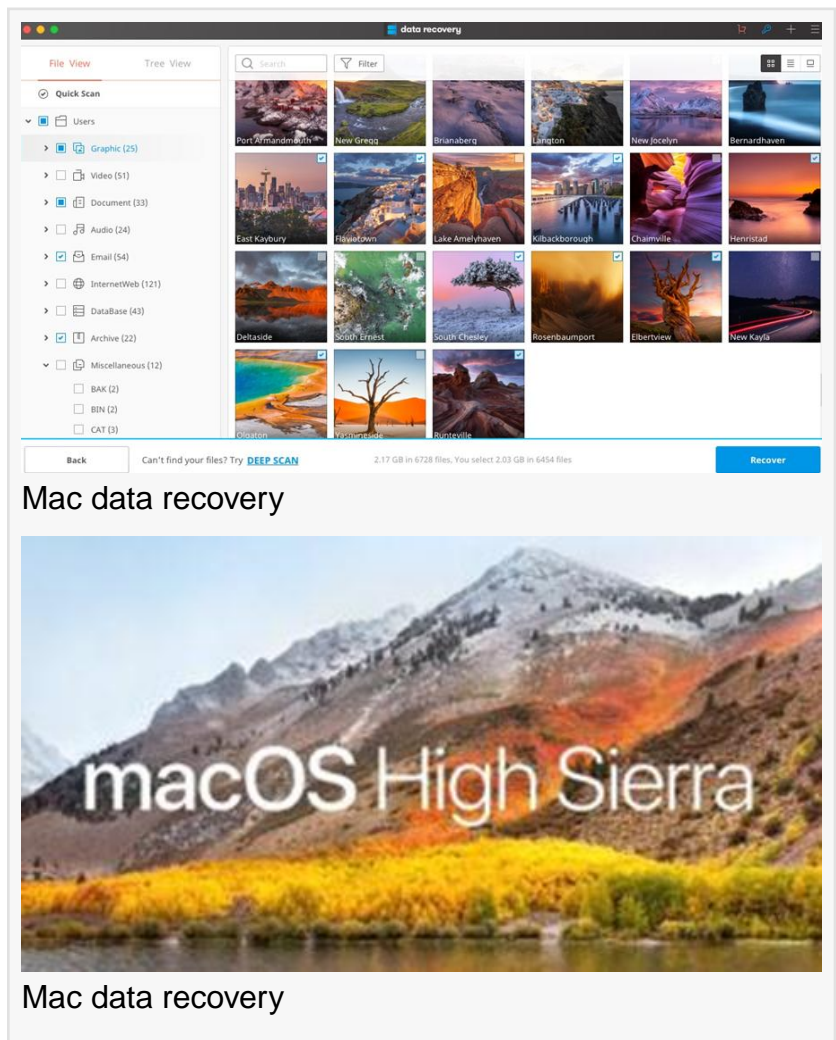 data recovery
File View Tree View
Search Filter
Quick Scan
Users
Graphic (25)
Video (51)
Document (33)
Audio (24)
Email (54)
InternetWeb (121)
DataBase (43)
Archive (22)
Miscellaneous (12)
BAK (2)
BIN (2)
CAT (3)
Port Armandmouth New Gregg Brianaberg Langton New Jocelyn Bernardhaven
East Kaybury Flavietown Lake Amelyhaven Kilbackborough Chaimville Henristad
Deltaside South Ernest South Chesley Rosenbaumport Elbertview New Kayla
Olgaton Yasmineside Runteville
Back Can't find your files? Try DEEP SCAN 2.17 GB in 6728 files, You select 2.03 GB in 6454 files Recover
Mac data recovery
macOS High Sierra
Mac data recovery